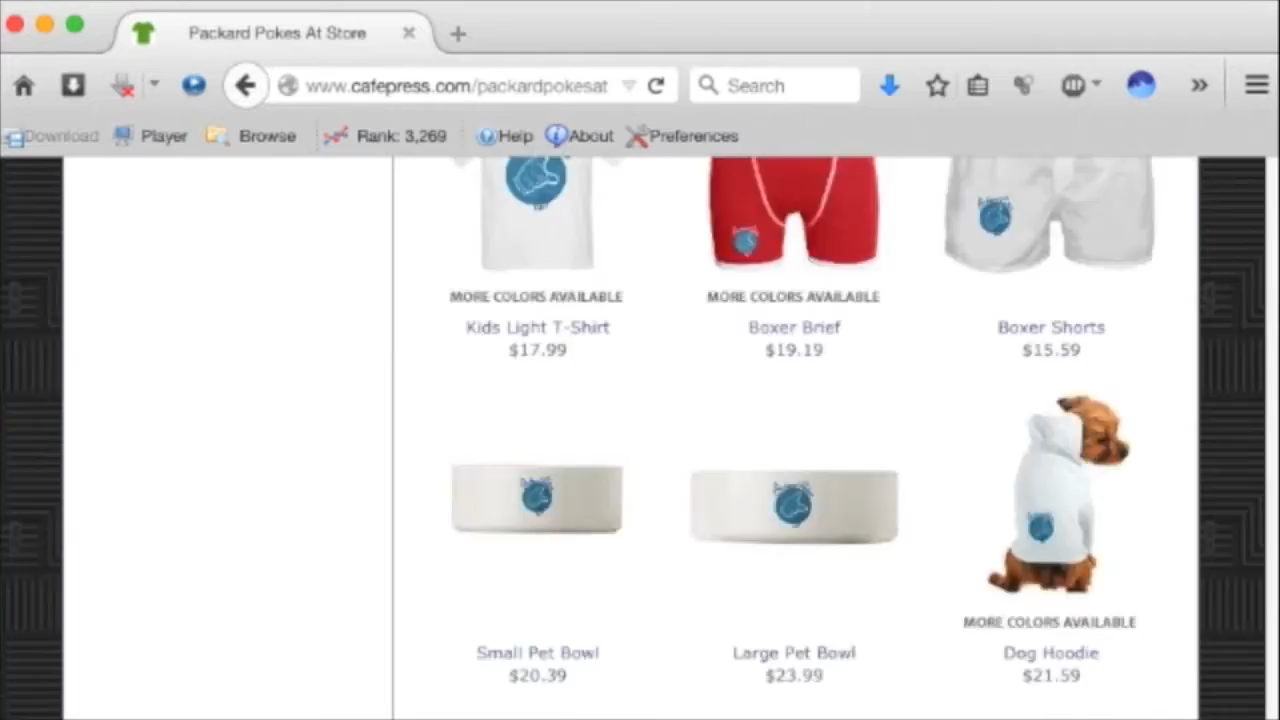 Packard Pokes At Store
www.cafepress.com/packardpokesat
Search
Download Player Browse Rank: 3,269 Help About Preferences
MORE COLORS AVAILABLE MORE COLORS AVAILABLE
Kids Light T-Shirt Boxer Brief Boxer Shorts
$17.99 $19.19 $15.59
MORE COLORS AVAILABLE
Small Pet Bowl Large Pet Bowl Dog Hoodie
$20.39 $23.99 $21.59